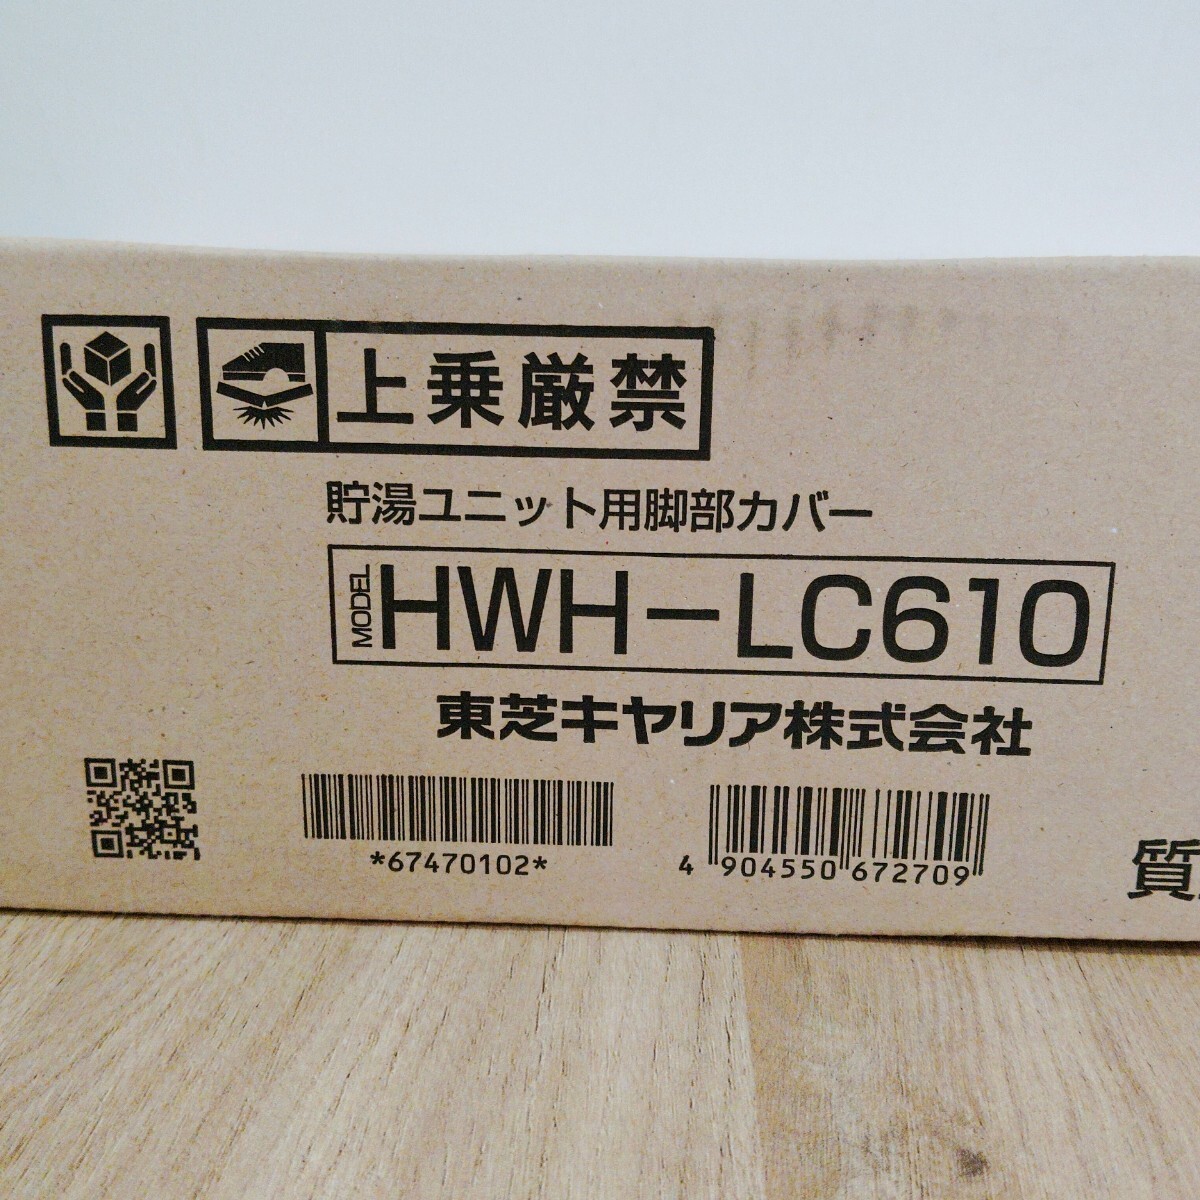 上乗厳禁
貯湯ユニット用脚部カバー
MODEL HWH-LC610
東芝キヤリア株式会社
*67470102*
4 904550 672709
質